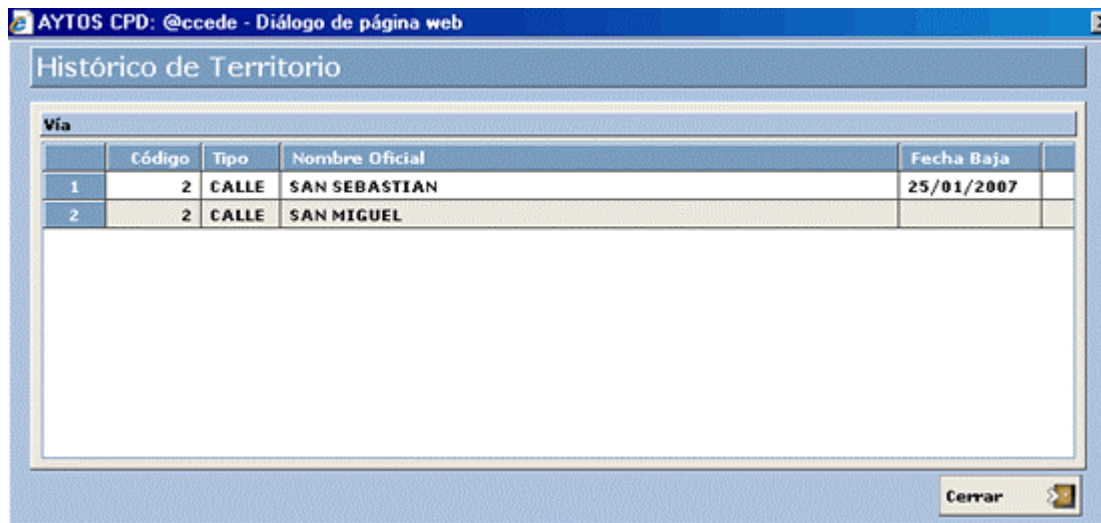 AYTOS CPD: @ccede - Diálogo de página web
Histórico de Territorio
Vía
Código Tipo Nombre Oficial Fecha Baja
1 2 CALLE SAN SEBASTIAN 25/01/2007
2 2 CALLE SAN MIGUEL
Cerrar